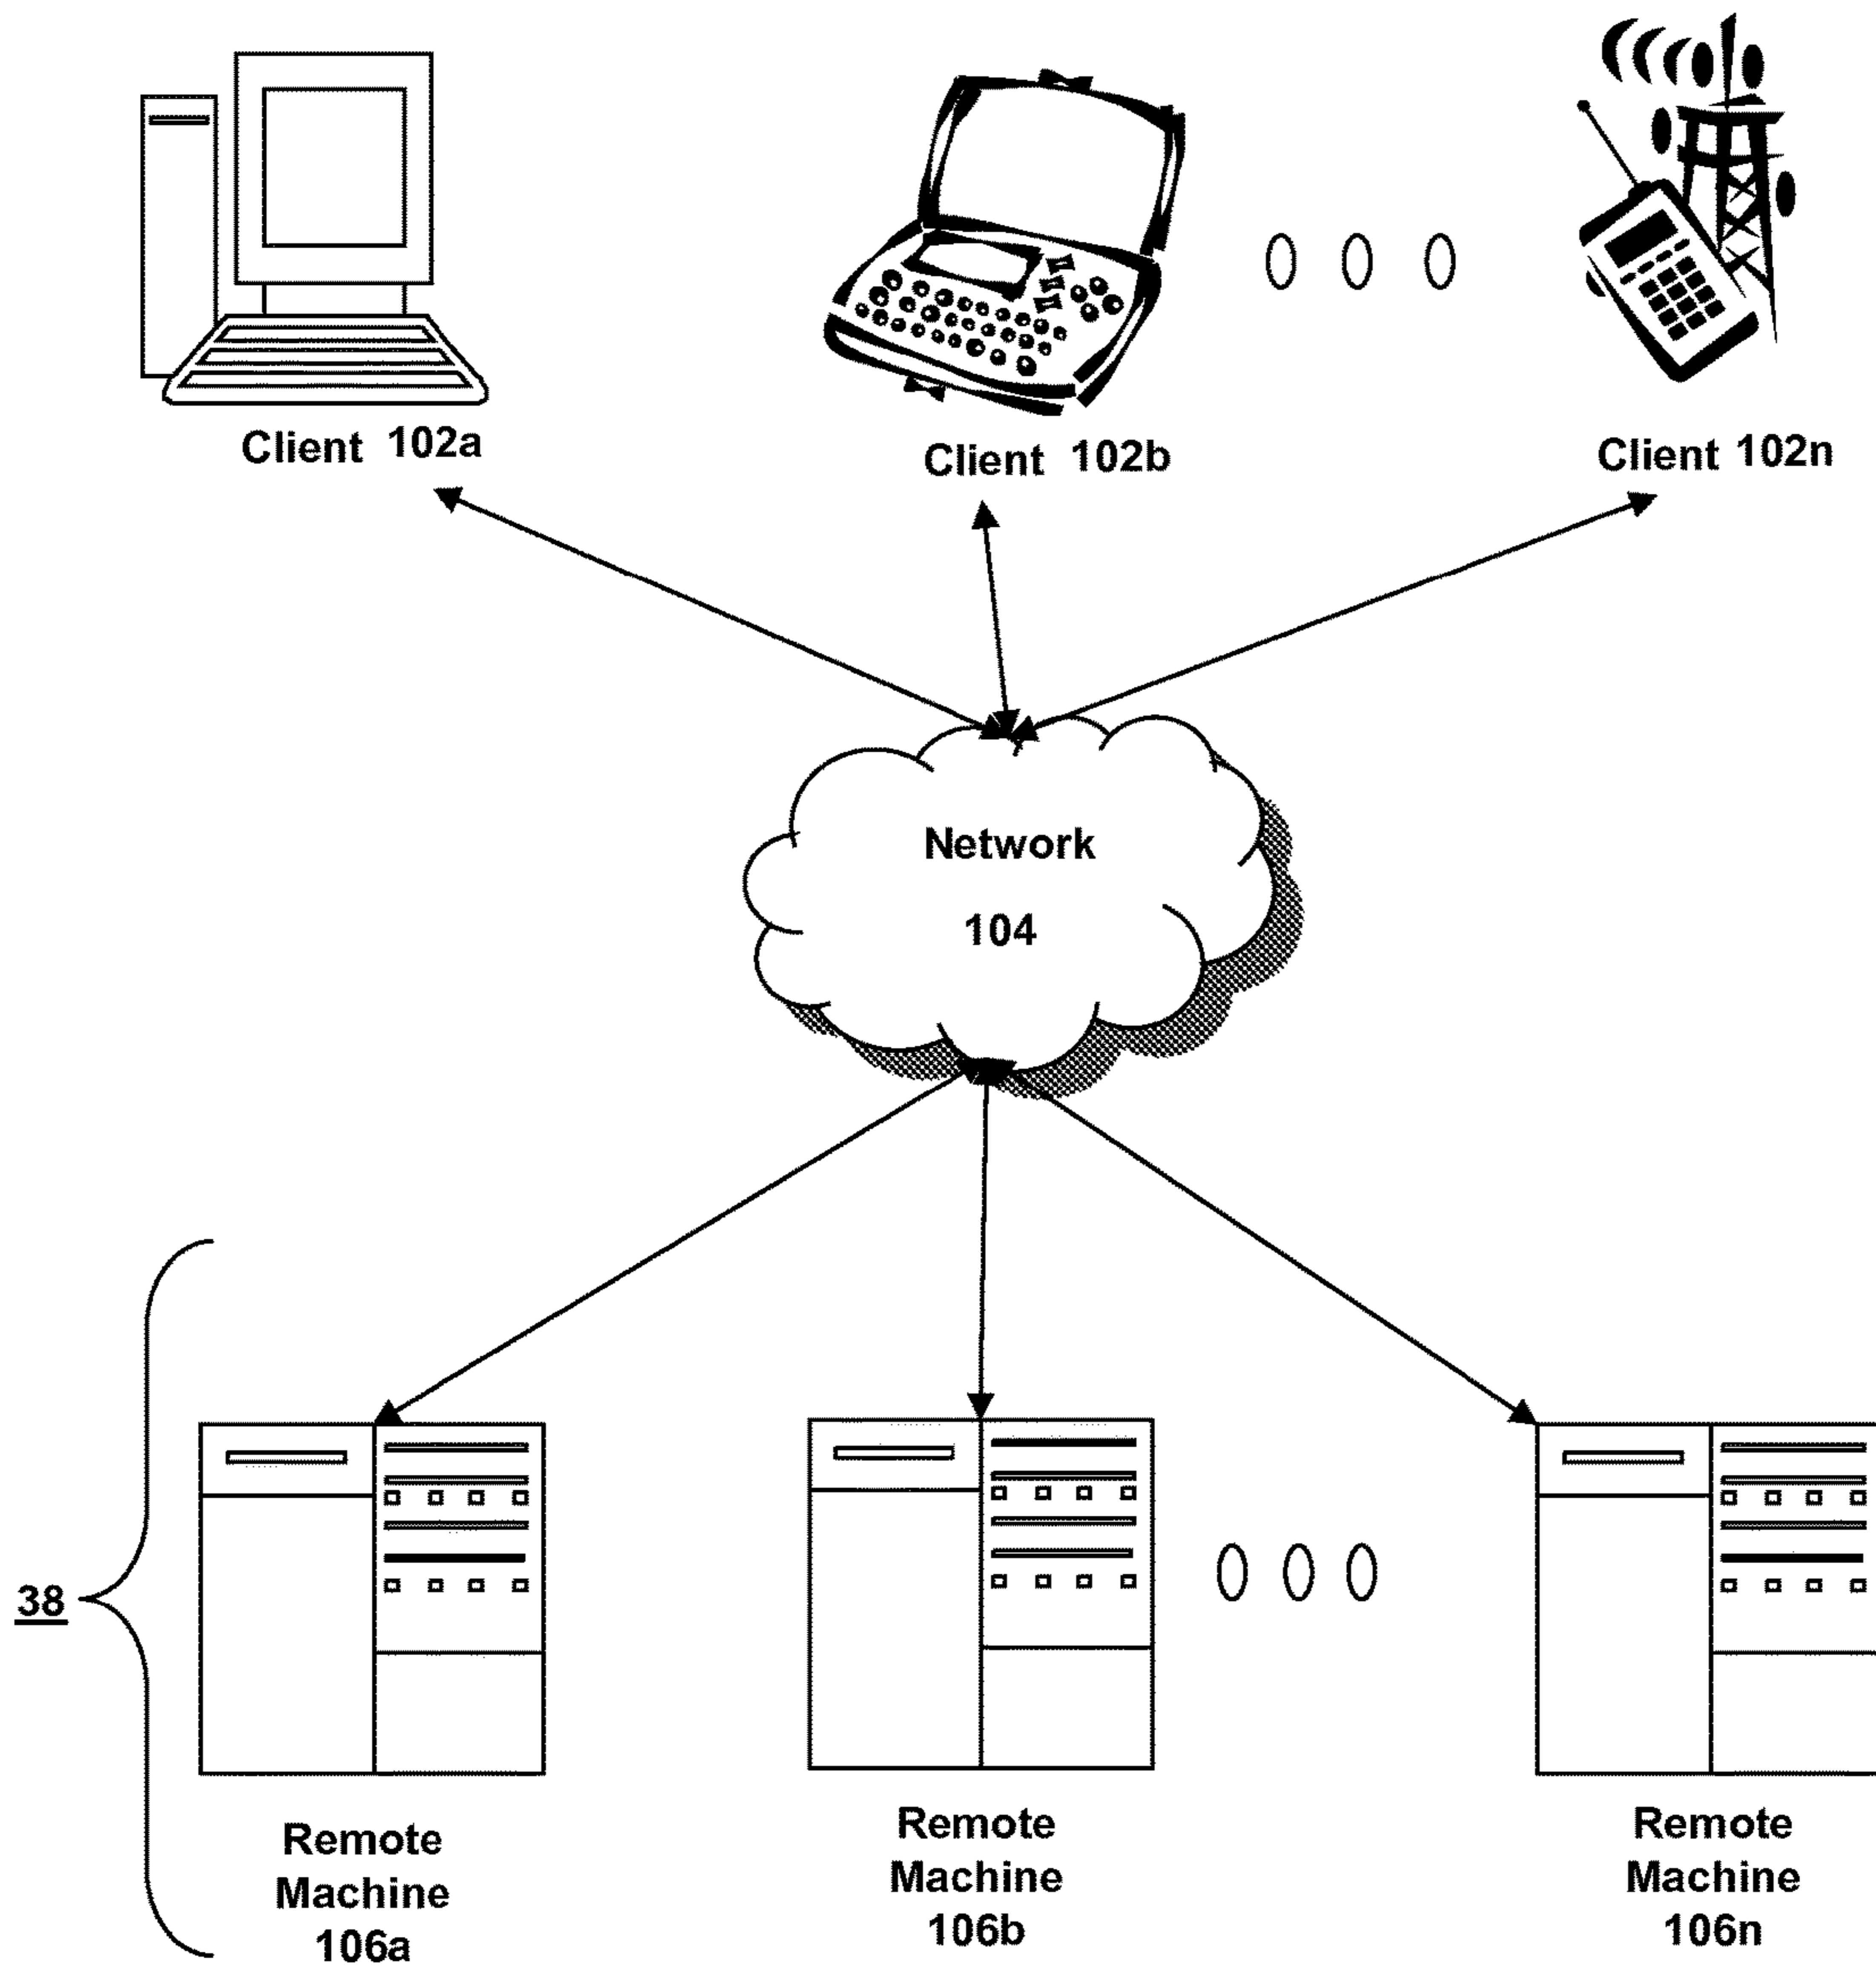 Client 102a
Client 102b
Client 102n
Network
104
38
Remote
Machine
106a
Remote
Machine
106b
Remote
Machine
106n